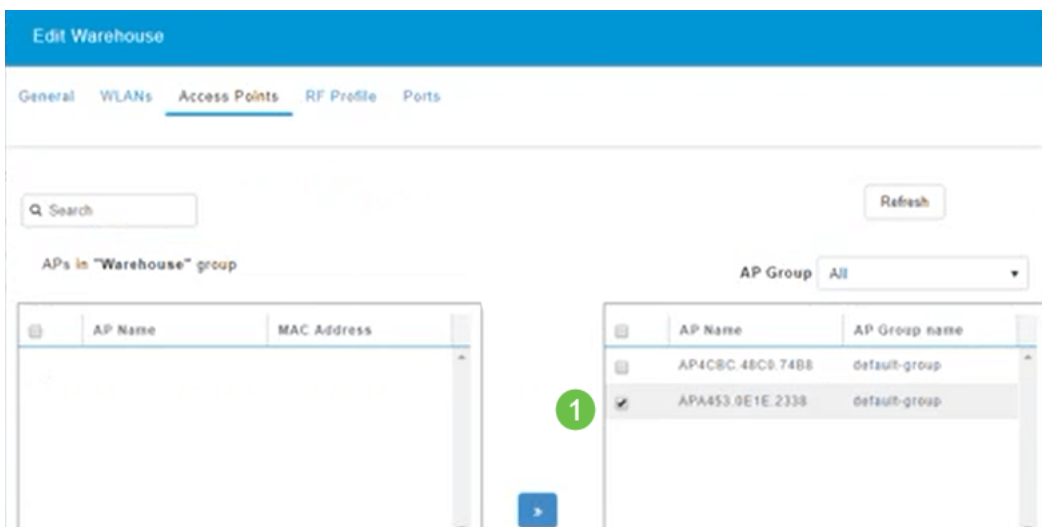 Edit Warehouse
General WLANs Access Points RF Profile Ports
Search
Refresh
APs in "Warehouse" group
AP Group All
AP Name MAC Address
AP Name AP Group name
AP4CBC.48C0.74B8 default-group
1 APA453.0E1E.2338 default-group
»